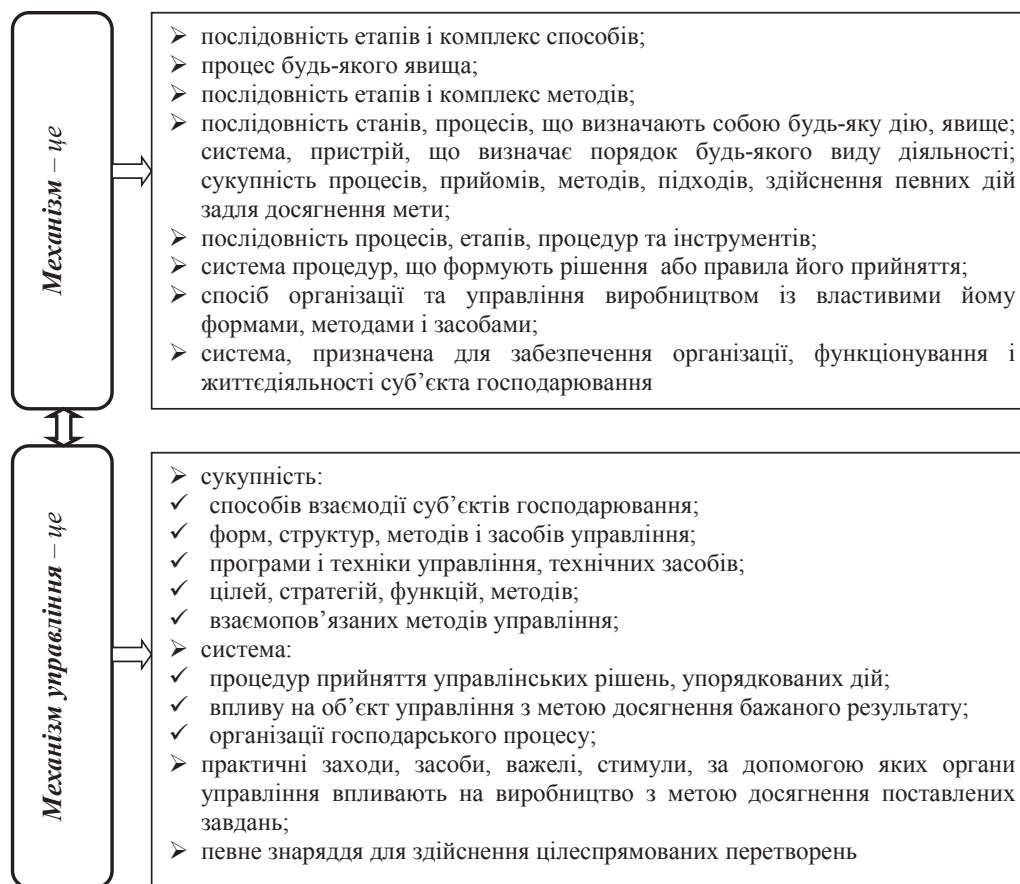 Механізм – це
➢ послідовність етапів і комплекс способів;
➢ процес будь-якого явища;
➢ послідовність етапів і комплекс методів;
➢ послідовність станів, процесів, що визначають собою будь-яку дію, явище;
система, пристрій, що визначає порядок будь-якого виду діяльності;
сукупність процесів, прийомів, методів, підходів, здійснення певних дій
задля досягнення мети;
➢ послідовність процесів, етапів, процедур та інструментів;
➢ система процедур, що формують рішення або правила його прийняття;
➢ спосіб організації та управління виробництвом із властивими йому
формами, методами і засобами;
➢ система, призначена для забезпечення організації, функціонування і
життєдіяльності суб’єкта господарювання
Механізм управління – це
➢ сукупність:
✓ способів взаємодії суб’єктів господарювання;
✓ форм, структур, методів і засобів управління;
✓ програми і техніки управління, технічних засобів;
✓ цілей, стратегій, функцій, методів;
✓ взаємопов’язаних методів управління;
➢ система:
✓ процедур прийняття управлінських рішень, упорядкованих дій;
✓ впливу на об’єкт управління з метою досягнення бажаного результату;
✓ організації господарського процесу;
➢ практичні заходи, засоби, важелі, стимули, за допомогою яких органи
управління впливають на виробництво з метою досягнення поставлених
завдань;
➢ певне знаряддя для здійснення цілеспрямованих перетворень